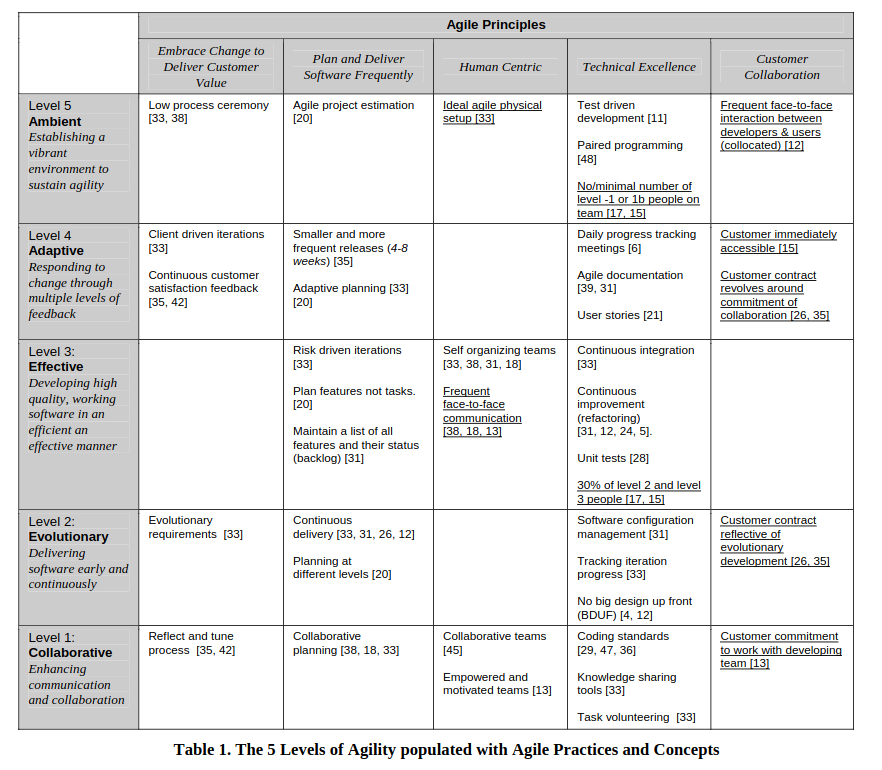 Agile Principles
Embrace Change to
Deliver Customer
Value
Plan and Deliver
Software Frequently
Human Centric
Technical Excellence
Customer
Collaboration
Level 5
Ambient
Establishing a
vibrant
environment to
sustain agility
Low process ceremony
[33, 38]
Agile project estimation
[20]
Ideal agile physical
setup [33]
Test driven
development [11]
Paired programming
[48]
No/minimal number of
level -1 or 1b people on
team [17, 15]
Frequent face-to-face
interaction between
developers & users
(collocated) [12]
Level 4
Adaptive
Responding to
change through
multiple levels of
feedback
Client driven iterations
[33]
Continuous customer
satisfaction feedback
[35, 42]
Smaller and more
frequent releases (4-8
weeks) [35]
Adaptive planning [33]
[20]
Daily progress tracking
meetings [6]
Agile documentation
[39, 31]
User stories [21]
Customer immediately
accessible [15]
Customer contract
revolves around
commitment of
collaboration [26, 35]
Level 3:
Effective
Developing high
quality, working
software in an
efficient an
effective manner
Risk driven iterations
[33]
Plan features not tasks.
[20]
Maintain a list of all
features and their status
(backlog) [31]
Self organizing teams
[33, 38, 31, 18]
Frequent
face-to-face
communication
[38, 18, 13]
Continuous integration
[33]
Continuous
improvement
(refactoring)
[31, 12, 24, 5].
Unit tests [28]
30% of level 2 and level
3 people [17, 15]
Level 2:
Evolutionary
Delivering
software early and
continuously
Evolutionary
requirements [33]
Continuous
delivery [33, 31, 26, 12]
Planning at
different levels [20]
Software configuration
management [31]
Tracking iteration
progress [33]
No big design up front
(BDUF) [4, 12]
Customer contract
reflective of
evolutionary
development [26, 35]
Level 1:
Collaborative
Enhancing
communication
and collaboration
Reflect and tune
process [35, 42]
Collaborative
planning [38, 18, 33]
Collaborative teams
[45]
Empowered and
motivated teams [13]
Coding standards
[29, 47, 36]
Knowledge sharing
tools [33]
Task volunteering [33]
Customer commitment
to work with developing
team [13]
Table 1. The 5 Levels of Agility populated with Agile Practices and Concepts